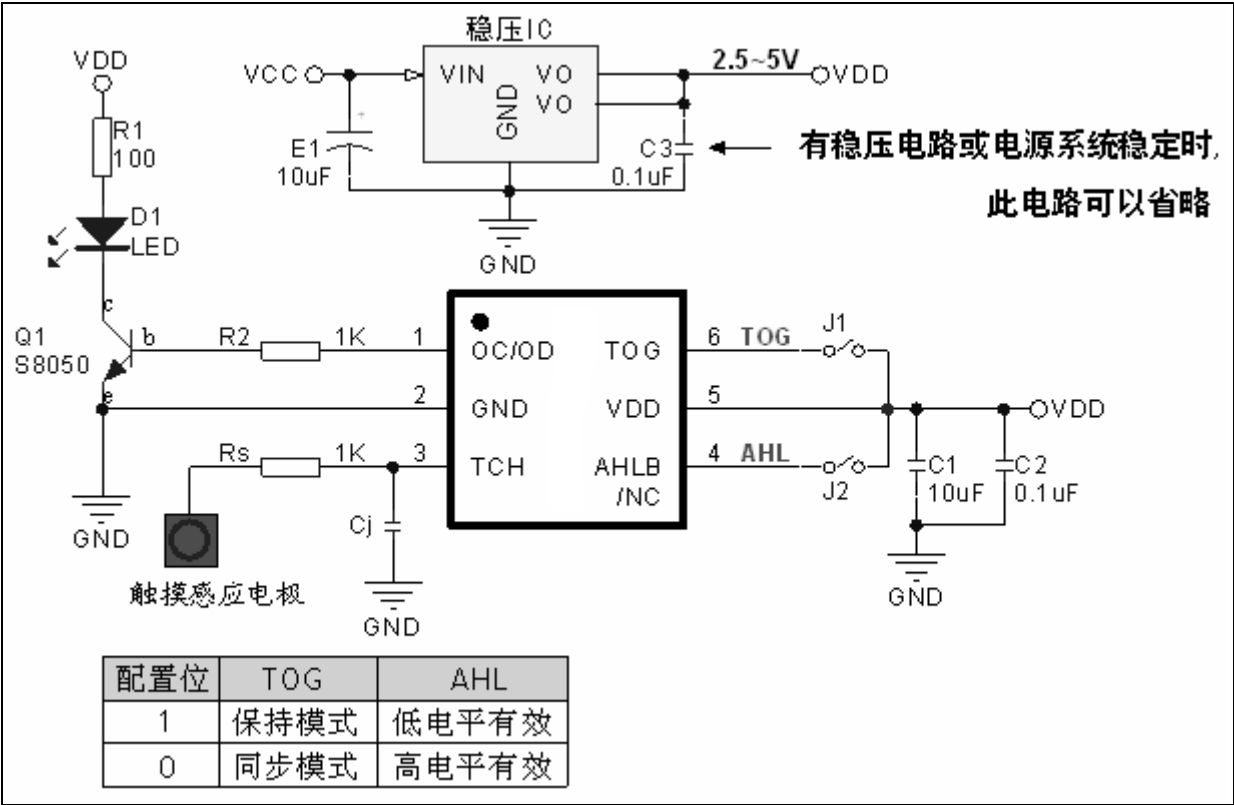 稳压IC
VDD
VCC
VIN
VO
VO
GND
2.5~5V
VDD
R1
100
E1
10uF
C3
0.1uF
有稳压电路或电源系统稳定时,
此电路可以省略
D1
LED
GND
c
Q1
S8050
b
e
R2
1K
1
OC/OD
TOG
6
TOG
J1
2
GND
VDD
5
VDD
Rs
1K
3
TCH
AHLB
/NC
4
AHL
J2
C1
10uF
C2
0.1uF
GND
Cj
触摸感应电极
GND
GND
配置位 TOG AHL
1 保持模式 低电平有效
0 同步模式 高电平有效